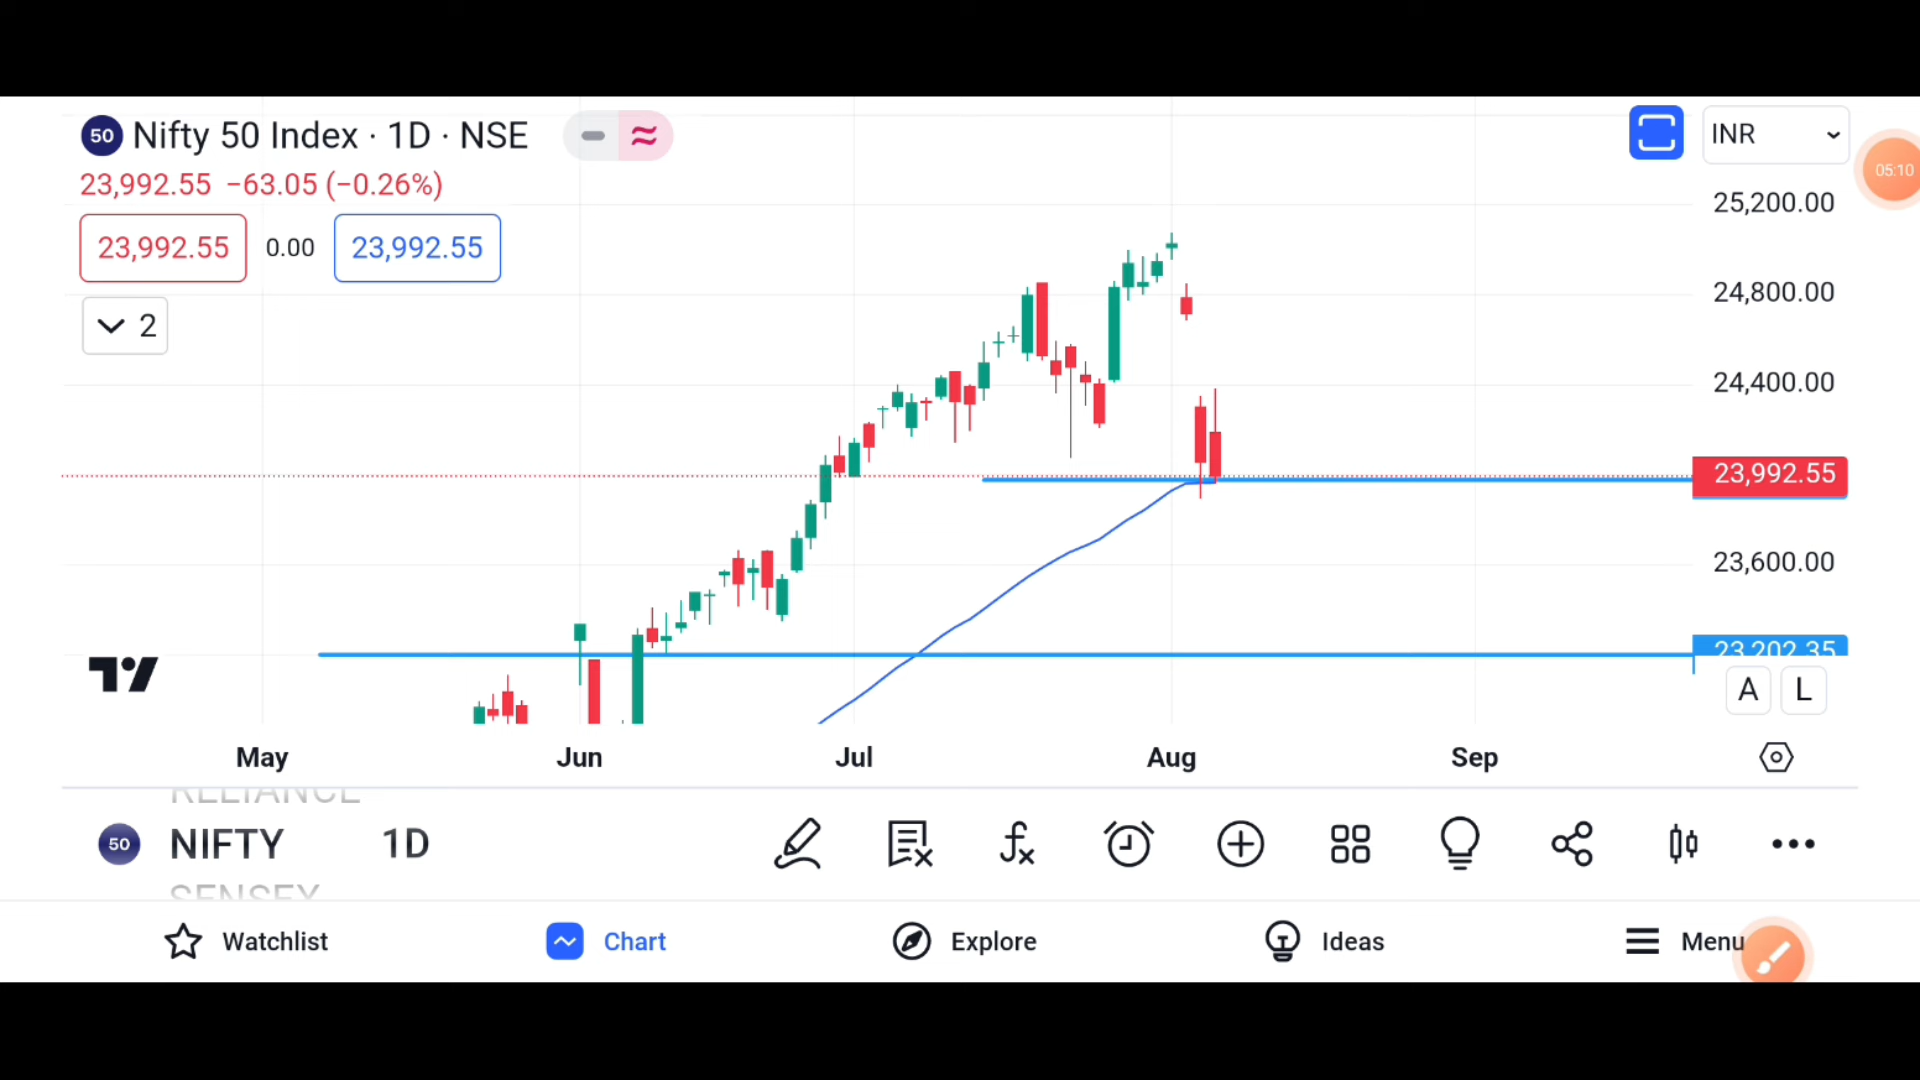 50 Nifty 50 Index · 1D · NSE
INR
05:10
23,992.55 −63.05 (−0.26%)
23,992.55 0.00 23,992.55
2
25,200.00
24,800.00
24,400.00
23,992.55
23,600.00
23,202.35
A L
May Jun Jul Aug Sep
RELIANCE
50 NIFTY 1D
SENSEX
Watchlist Chart Explore Ideas Menu